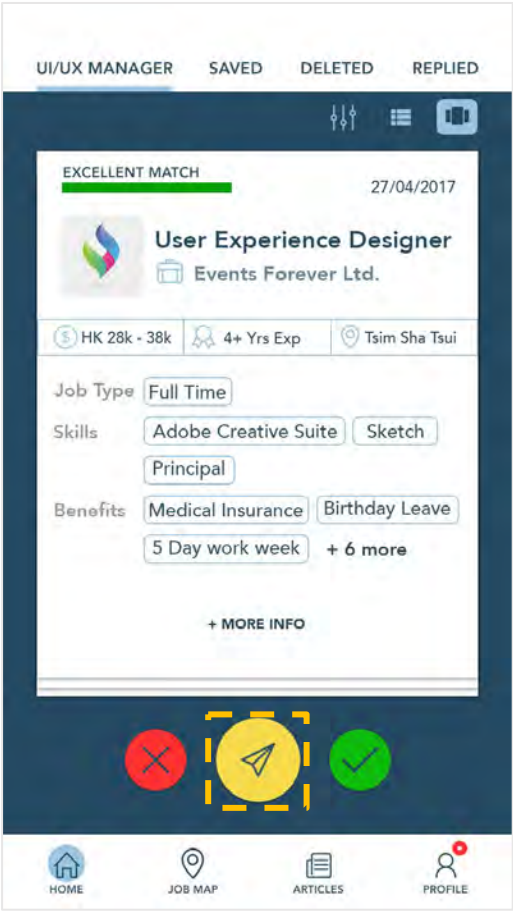 UI/UX MANAGER SAVED DELETED REPLIED
EXCELLENT MATCH
27/04/2017
User Experience Designer
Events Forever Ltd.
$ HK 28k - 38k 4+ Yrs Exp Tsim Sha Tsui
Job Type Full Time
Skills Adobe Creative Suite Sketch
Principal
Benefits Medical Insurance Birthday Leave
5 Day work week + 6 more
+ MORE INFO
HOME JOB MAP ARTICLES PROFILE